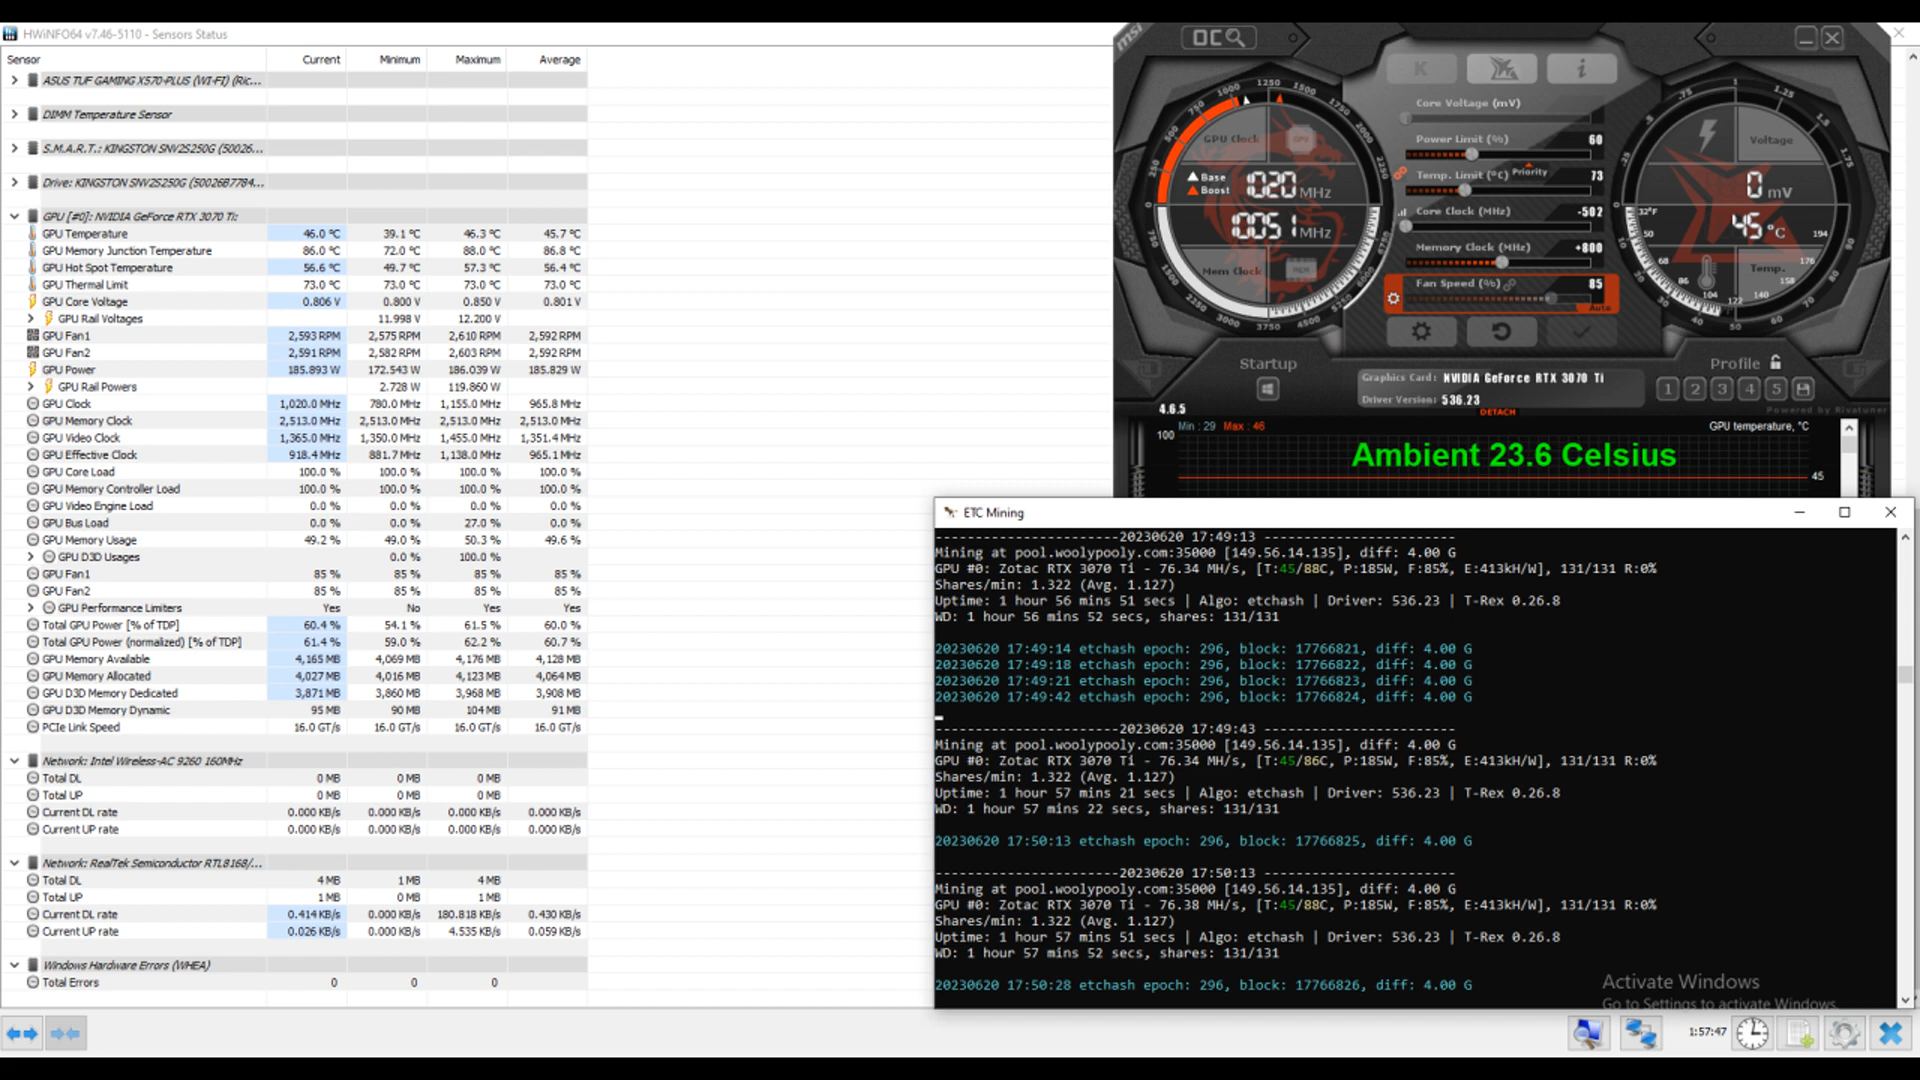 HWiNFO64 v7.46-5110 - Sensors Status
Sensor Current Minimum Maximum Average
ASUS TUF GAMING X570-PLUS (WI-FI) (Ric...
DIMM Temperature Sensor
S.M.A.R.T.: KINGSTON SNV2S250G (50026...
Drive: KINGSTON SNV2S250G (50026B7784...
GPU [#0]: NVIDIA GeForce RTX 3070 Ti:
GPU Temperature 46.0 °C 39.1 °C 46.3 °C 45.7 °C
GPU Memory Junction Temperature 86.0 °C 72.0 °C 88.0 °C 86.8 °C
GPU Hot Spot Temperature 56.6 °C 49.7 °C 57.3 °C 56.4 °C
GPU Thermal Limit 73.0 °C 73.0 °C 73.0 °C 73.0 °C
GPU Core Voltage 0.806 V 0.800 V 0.850 V 0.801 V
GPU Rail Voltages 11.998 V 12.200 V
GPU Fan1 2,593 RPM 2,575 RPM 2,610 RPM 2,592 RPM
GPU Fan2 2,591 RPM 2,582 RPM 2,603 RPM 2,592 RPM
GPU Power 185.893 W 172.543 W 186.039 W 185.829 W
GPU Rail Powers 2.728 W 119.860 W
GPU Clock 1,020.0 MHz 780.0 MHz 1,155.0 MHz 965.8 MHz
GPU Memory Clock 2,513.0 MHz 2,513.0 MHz 2,513.0 MHz 2,513.0 MHz
GPU Video Clock 1,365.0 MHz 1,350.0 MHz 1,455.0 MHz 1,351.4 MHz
GPU Effective Clock 918.4 MHz 881.7 MHz 1,138.0 MHz 965.1 MHz
GPU Core Load 100.0 % 100.0 % 100.0 % 100.0 %
GPU Memory Controller Load 100.0 % 100.0 % 100.0 % 100.0 %
GPU Video Engine Load 0.0 % 0.0 % 0.0 % 0.0 %
GPU Bus Load 0.0 % 0.0 % 27.0 % 0.0 %
GPU Memory Usage 49.2 % 49.0 % 50.3 % 49.6 %
GPU D3D Usages 0.0 % 100.0 %
GPU Fan1 85 % 85 % 85 % 85 %
GPU Fan2 85 % 85 % 85 % 85 %
GPU Performance Limiters Yes No Yes Yes
Total GPU Power [% of TDP] 60.4 % 54.1 % 61.5 % 60.0 %
Total GPU Power (normalized) [% of TDP] 61.4 % 59.0 % 62.2 % 60.7 %
GPU Memory Available 4,165 MB 4,069 MB 4,176 MB 4,128 MB
GPU Memory Allocated 4,027 MB 4,016 MB 4,123 MB 4,064 MB
GPU D3D Memory Dedicated 3,871 MB 3,860 MB 3,968 MB 3,908 MB
GPU D3D Memory Dynamic 95 MB 90 MB 104 MB 91 MB
PCIe Link Speed 16.0 GT/s 16.0 GT/s 16.0 GT/s 16.0 GT/s
Network: Intel Wireless-AC 9260 160MHz
Total DL 0 MB 0 MB 0 MB
Total UP 0 MB 0 MB 0 MB
Current DL rate 0.000 KB/s 0.000 KB/s 0.000 KB/s 0.000 KB/s
Current UP rate 0.000 KB/s 0.000 KB/s 0.000 KB/s 0.000 KB/s
Network: RealTek Semiconductor RTL8168/...
Total DL 4 MB 1 MB 4 MB
Total UP 1 MB 0 MB 1 MB
Current DL rate 0.414 KB/s 0.000 KB/s 180.818 KB/s 0.430 KB/s
Current UP rate 0.026 KB/s 0.000 KB/s 4.535 KB/s 0.059 KB/s
Windows Hardware Errors (WHEA)
Total Errors 0 0 0
1:57:47
msi
OC
K i
GPU Clock
Base
Boost
1020 MHz
10051 MHz
Mem Clock
Core Voltage (mV)
Power Limit (%) 60
Temp. Limit (°C) Priority 73
Core Clock (MHz) -502
Memory Clock (MHz) +800
Fan Speed (%) 85
Auto
Voltage
0 mV
45 °C
Temp.
Startup
Profile
1 2 3 4 5
Graphics Card: NVIDIA GeForce RTX 3070 Ti
Driver Version: 536.23
4.6.5
DETACH
Powered by Rivatuner
Min : 29 Max : 46
GPU temperature, °C
100
Ambient 23.6 Celsius
45
ETC Mining
-----------------------20230620 17:49:13 ------------------------
Mining at pool.woolypooly.com:35000 [149.56.14.135], diff: 4.00 G
GPU #0: Zotac RTX 3070 Ti - 76.34 MH/s, [T:45/88C, P:185W, F:85%, E:413kH/W], 131/131 R:0%
Shares/min: 1.322 (Avg. 1.127)
Uptime: 1 hour 56 mins 51 secs | Algo: etchash | Driver: 536.23 | T-Rex 0.26.8
WD: 1 hour 56 mins 52 secs, shares: 131/131
20230620 17:49:14 etchash epoch: 296, block: 17766821, diff: 4.00 G
20230620 17:49:18 etchash epoch: 296, block: 17766822, diff: 4.00 G
20230620 17:49:21 etchash epoch: 296, block: 17766823, diff: 4.00 G
20230620 17:49:42 etchash epoch: 296, block: 17766824, diff: 4.00 G
-----------------------20230620 17:49:43 ------------------------
Mining at pool.woolypooly.com:35000 [149.56.14.135], diff: 4.00 G
GPU #0: Zotac RTX 3070 Ti - 76.34 MH/s, [T:45/86C, P:185W, F:85%, E:413kH/W], 131/131 R:0%
Shares/min: 1.322 (Avg. 1.127)
Uptime: 1 hour 57 mins 21 secs | Algo: etchash | Driver: 536.23 | T-Rex 0.26.8
WD: 1 hour 57 mins 22 secs, shares: 131/131
20230620 17:50:13 etchash epoch: 296, block: 17766825, diff: 4.00 G
-----------------------20230620 17:50:13 ------------------------
Mining at pool.woolypooly.com:35000 [149.56.14.135], diff: 4.00 G
GPU #0: Zotac RTX 3070 Ti - 76.38 MH/s, [T:45/88C, P:185W, F:85%, E:413kH/W], 131/131 R:0%
Shares/min: 1.322 (Avg. 1.127)
Uptime: 1 hour 57 mins 51 secs | Algo: etchash | Driver: 536.23 | T-Rex 0.26.8
WD: 1 hour 57 mins 52 secs, shares: 131/131
20230620 17:50:28 etchash epoch: 296, block: 17766826, diff: 4.00 G
Activate Windows
Go to Settings to activate Windows.